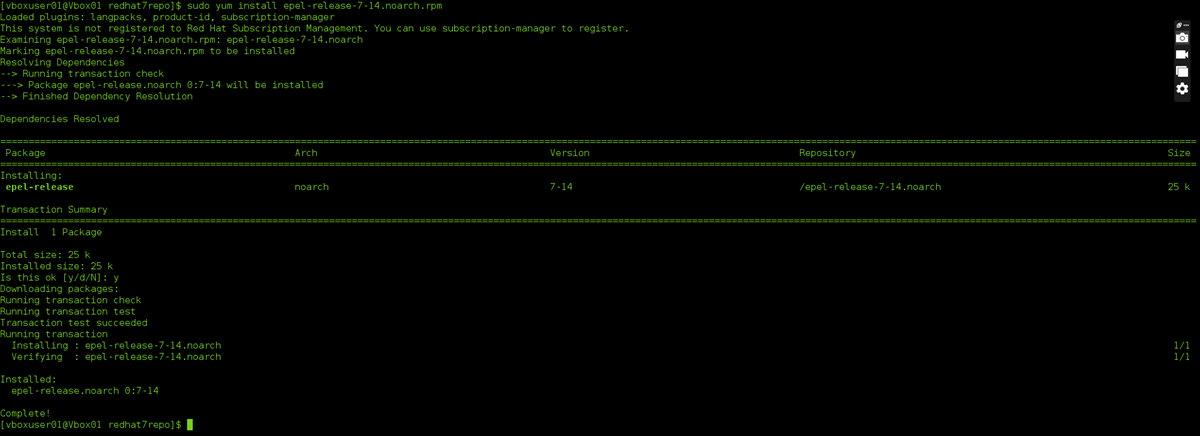 [vboxuser01@Vbox01 redhat7repo]$ sudo yum install epel-release-7-14.noarch.rpm
Loaded plugins: langpacks, product-id, subscription-manager
This system is not registered to Red Hat Subscription Management. You can use subscription-manager to register.
Examining epel-release-7-14.noarch.rpm: epel-release-7-14.noarch
Marking epel-release-7-14.noarch.rpm to be installed
Resolving Dependencies
--> Running transaction check
---> Package epel-release.noarch 0:7-14 will be installed
--> Finished Dependency Resolution
Dependencies Resolved
Package Arch Version Repository Size
Installing:
epel-release noarch 7-14 /epel-release-7-14.noarch 25 k
Transaction Summary
Install 1 Package
Total size: 25 k
Installed size: 25 k
Is this ok [y/d/N]: y
Downloading packages:
Running transaction check
Running transaction test
Transaction test succeeded
Running transaction
Installing : epel-release-7-14.noarch 1/1
Verifying : epel-release-7-14.noarch 1/1
Installed:
epel-release.noarch 0:7-14
Complete!
[vboxuser01@Vbox01 redhat7repo]$